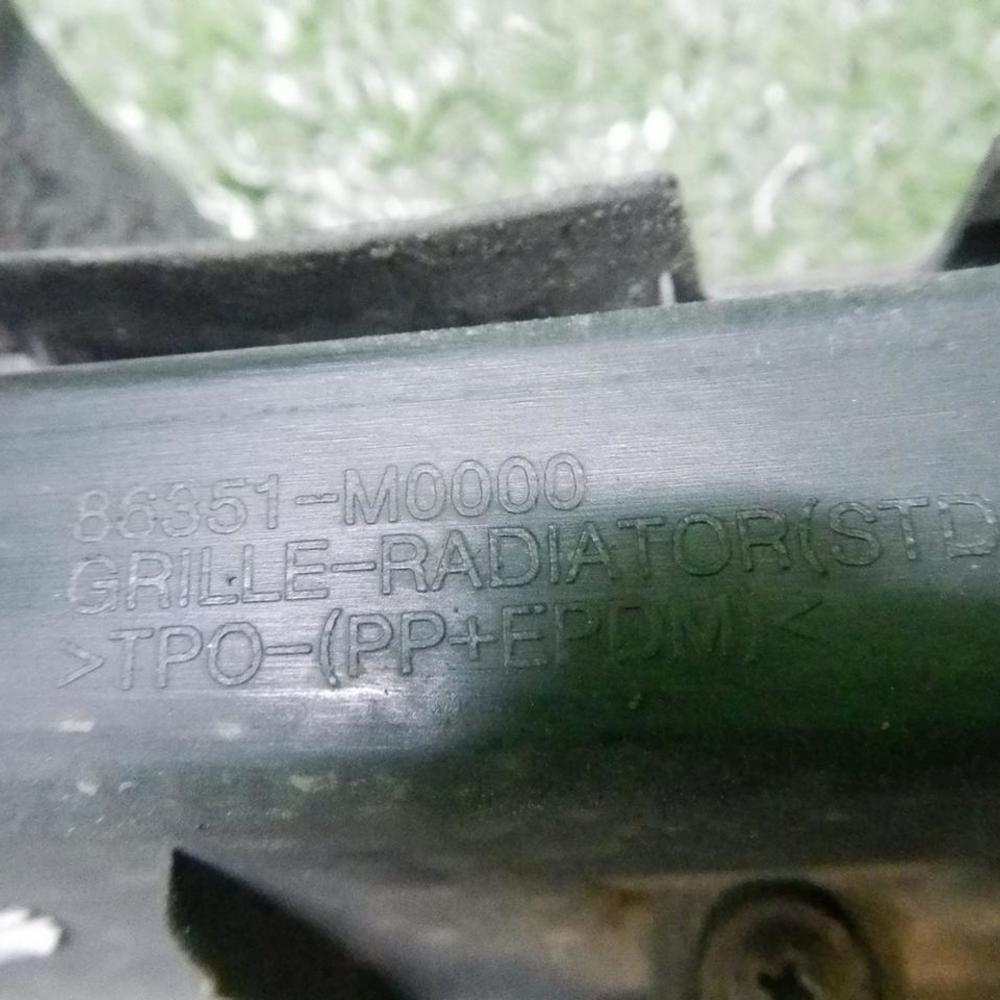 86351-M0000
GRILLE-RADIATOR(STD
>TPO-(PP+EPDM)<